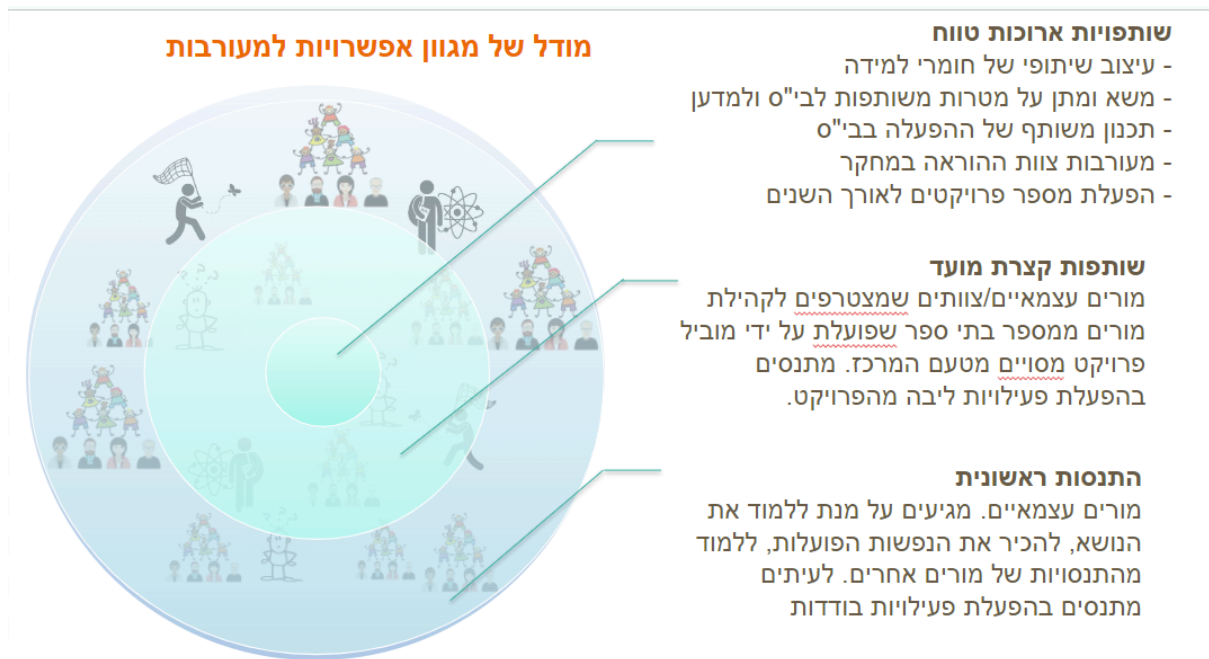 מודל של מגוון אפשרויות למעורבות
שותפויות ארוכות טווח
- עיצוב שיתופי של חומרי למידה
- משא ומתן על מטרות משותפות לבי"ס ולמדען
- תכנון משותף של ההפעלה בבי"ס
- מעורבות צוות ההוראה במחקר
- הפעלת מספר פרויקטים לאורך השנים
שותפות קצרת מועד
מורים עצמאיים/צוותים שמצטרפים לקהילת
מורים ממספר בתי ספר שפועלת על ידי מוביל
פרויקט מסויים מטעם המרכז. מתנסים
בהפעלת פעילויות ליבה מהפרויקט.
התנסות ראשונית
מורים עצמאיים. מגיעים על מנת ללמוד את
הנושא, להכיר את הנפשות הפועלות, ללמוד
מהתנסויות של מורים אחרים. לעיתים
מתנסים בהפעלת פעילויות בודדות